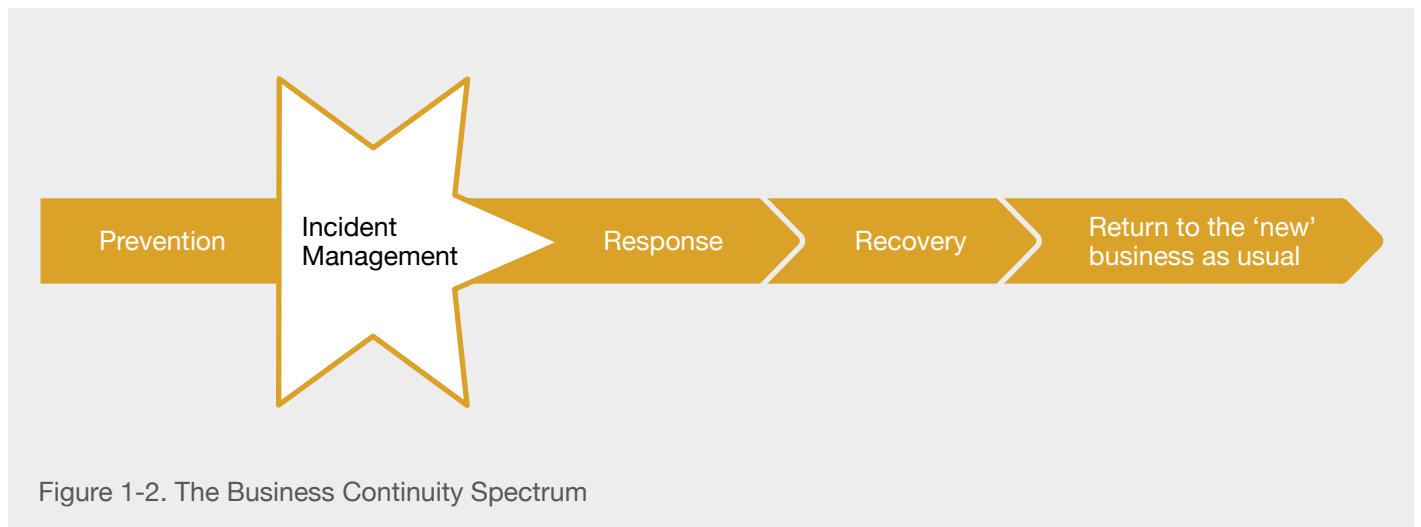 Prevention
Incident
Management
Response
Recovery
Return to the ‘new’
business as usual
Figure 1-2. The Business Continuity Spectrum